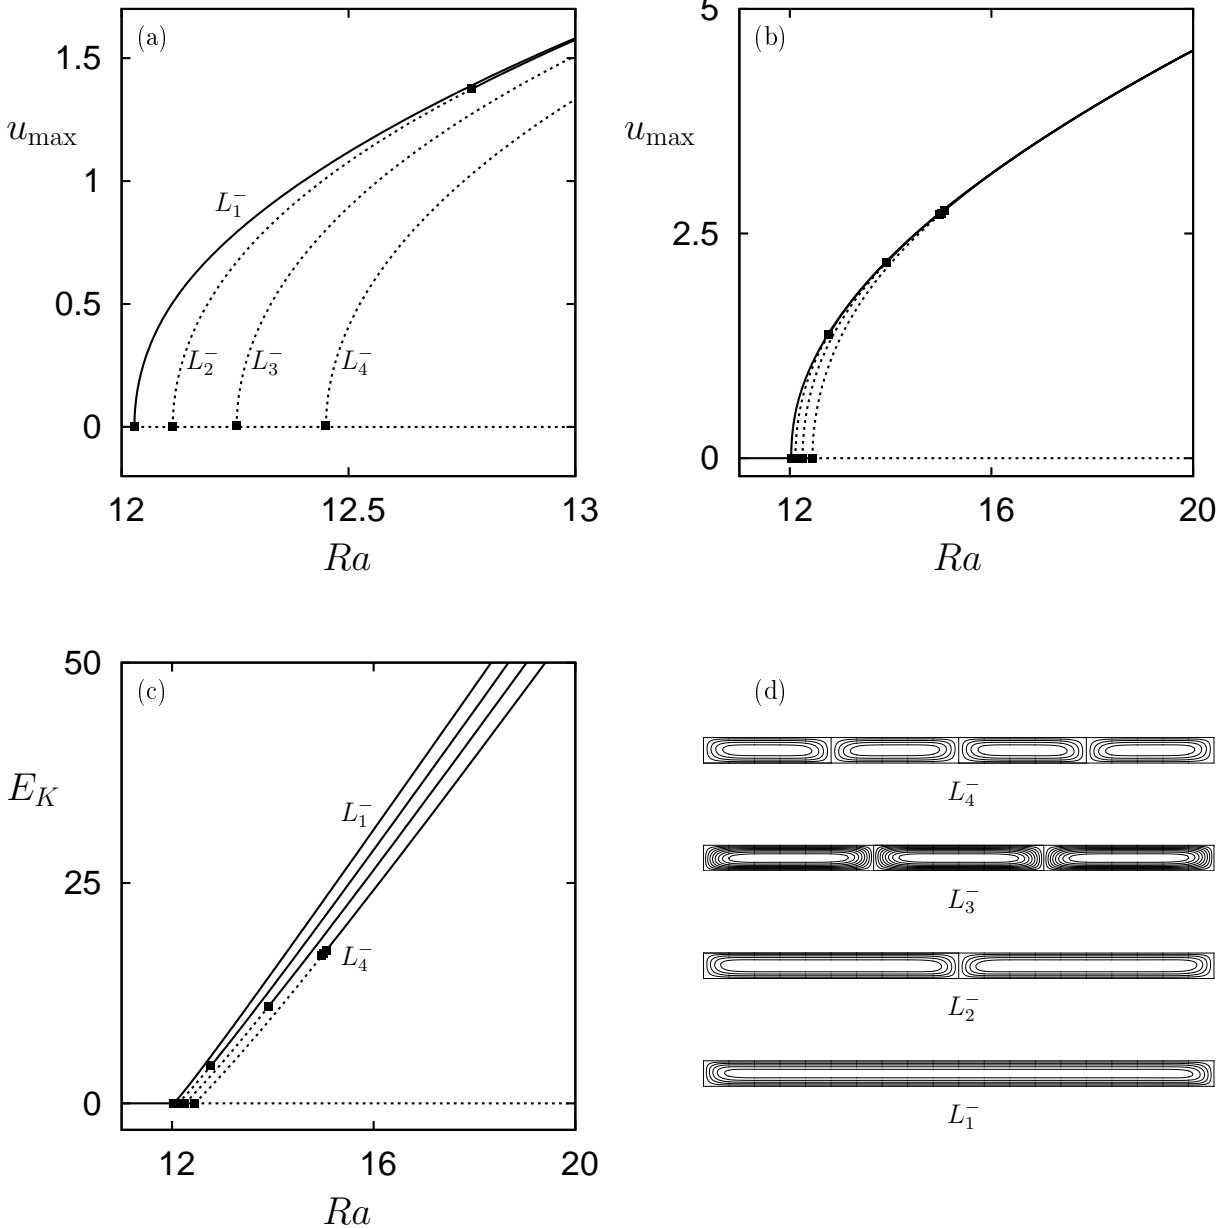 (a)
1.5
u_max
1
L_1^-
0.5
L_2^- L_3^- L_4^-
0
12 12.5 13
Ra
(b)
5
u_max
2.5
0
12 16 20
Ra
(c)
50
E_K
L_1^-
25
L_4^-
0
12 16 20
Ra
(d)
L_4^-
L_3^-
L_2^-
L_1^-